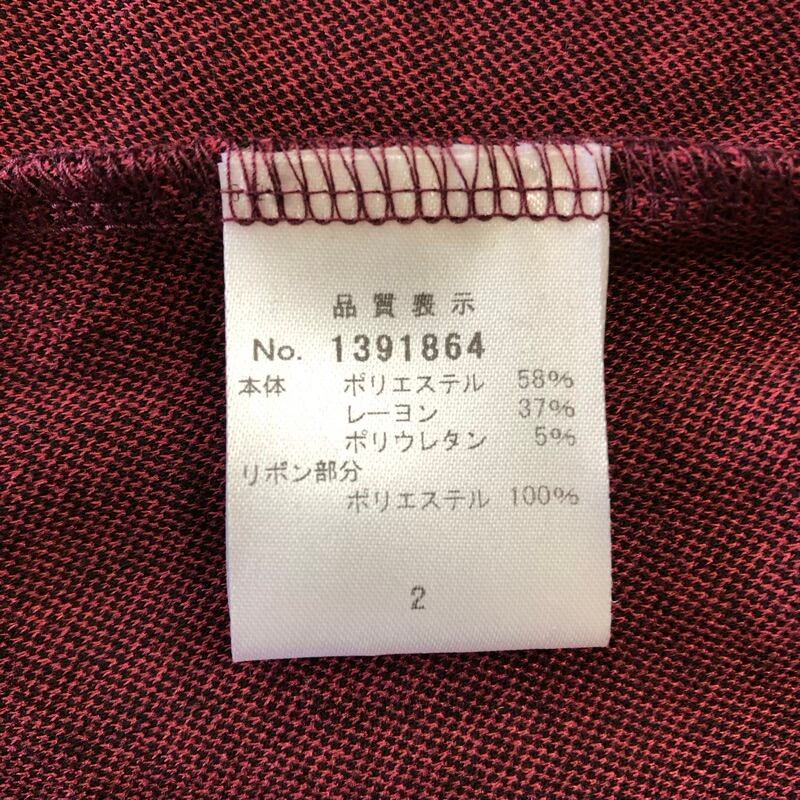 品質表示
No. 1391864
本体 ポリエステル 58%
レーヨン 37%
ポリウレタン 5%
リボン部分
ポリエステル 100%
2